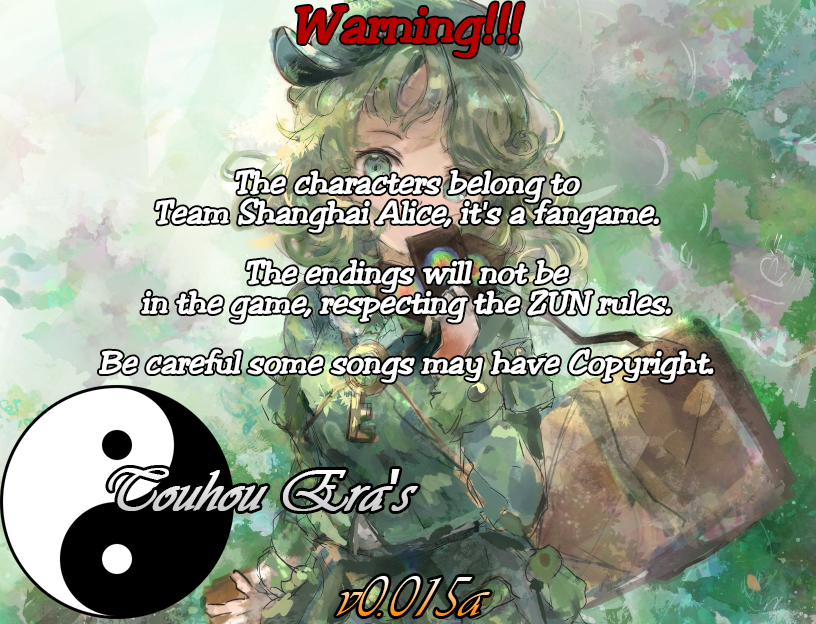 Warning!!!
The characters belong to
Team Shanghai Alice, it's a fangame.
The endings will not be
in the game, respecting the ZUN rules.
Be careful some songs may have Copyright.
E
Touhou Era's
v0.015a